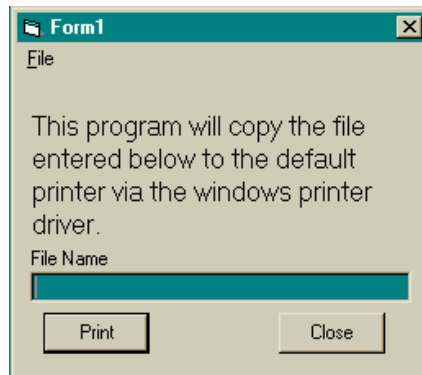 Form1
File
This program will copy the file
entered below to the default
printer via the windows printer
driver.
File Name
Print Close